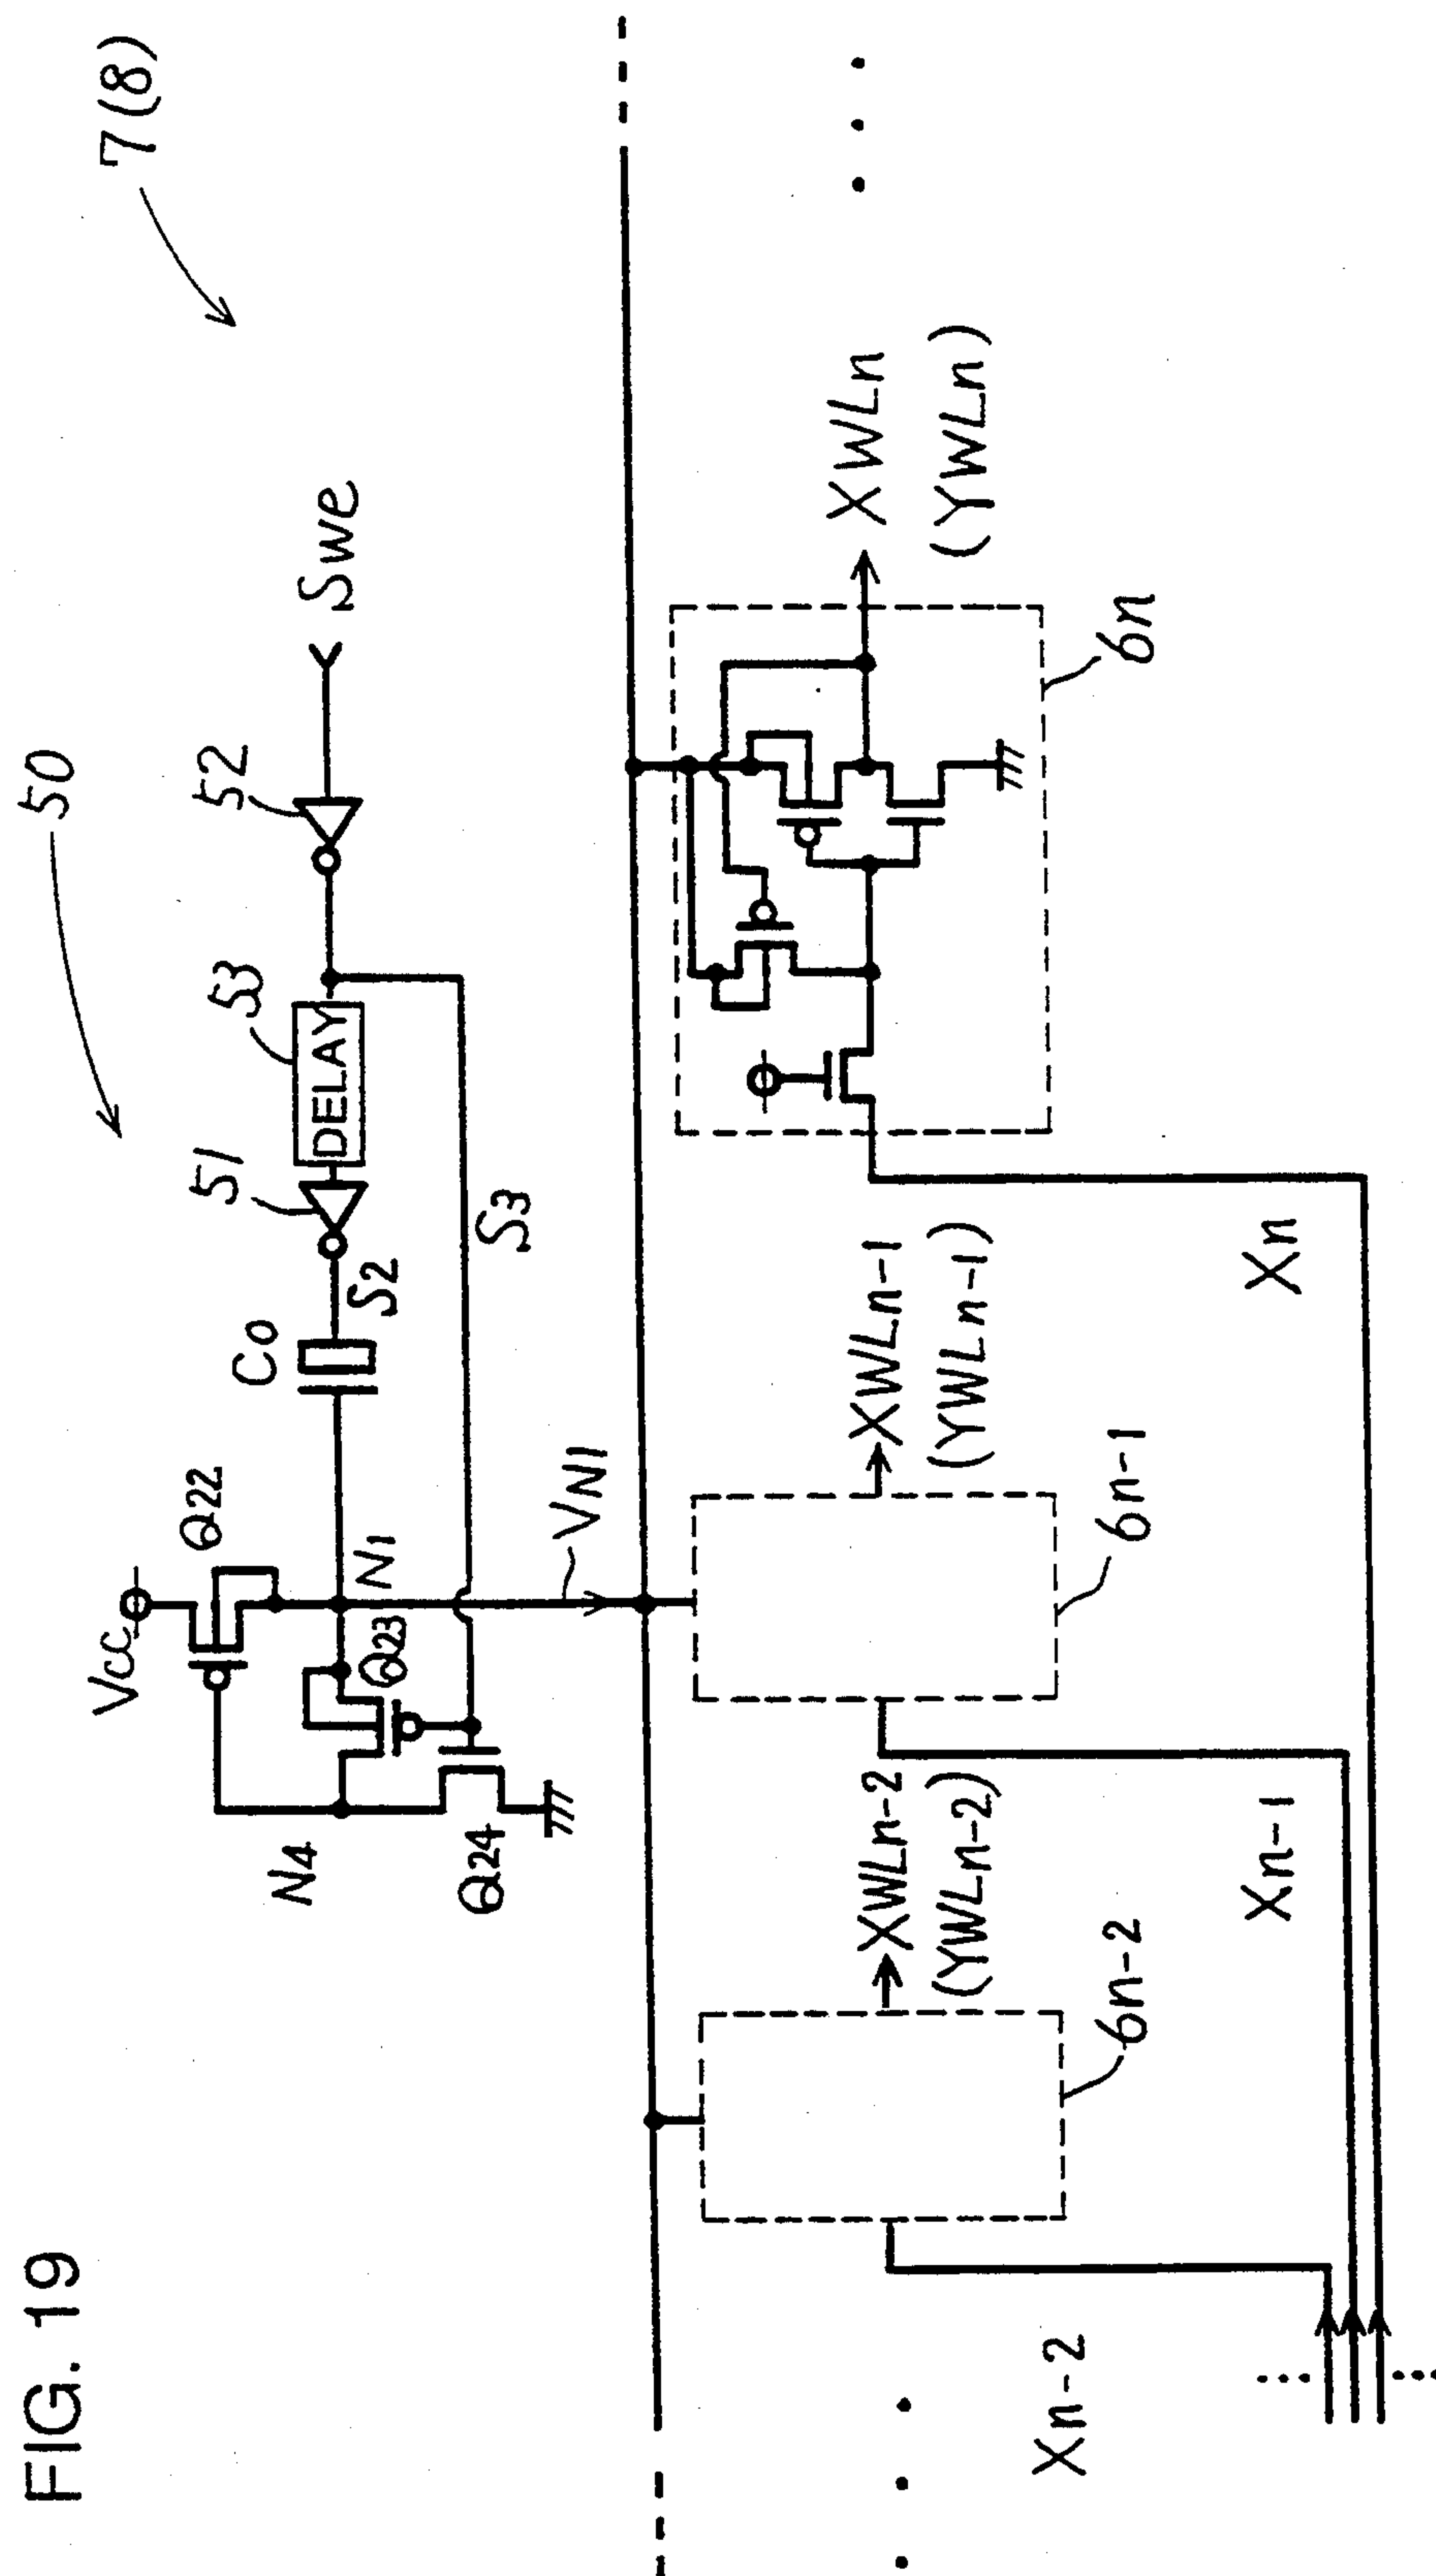 FIG. 19
7(8)
50
Vcc
Q22
Co
51
53
52
DELAY
Swe
S2
N1
Q23
N4
Q24
S3
VN1
XWLn-2
(YWLn-2)
XWLn-1
(YWLn-1)
XWLn
(YWLn)
6n-2
6n-1
6n
Xn-2
Xn-1
Xn